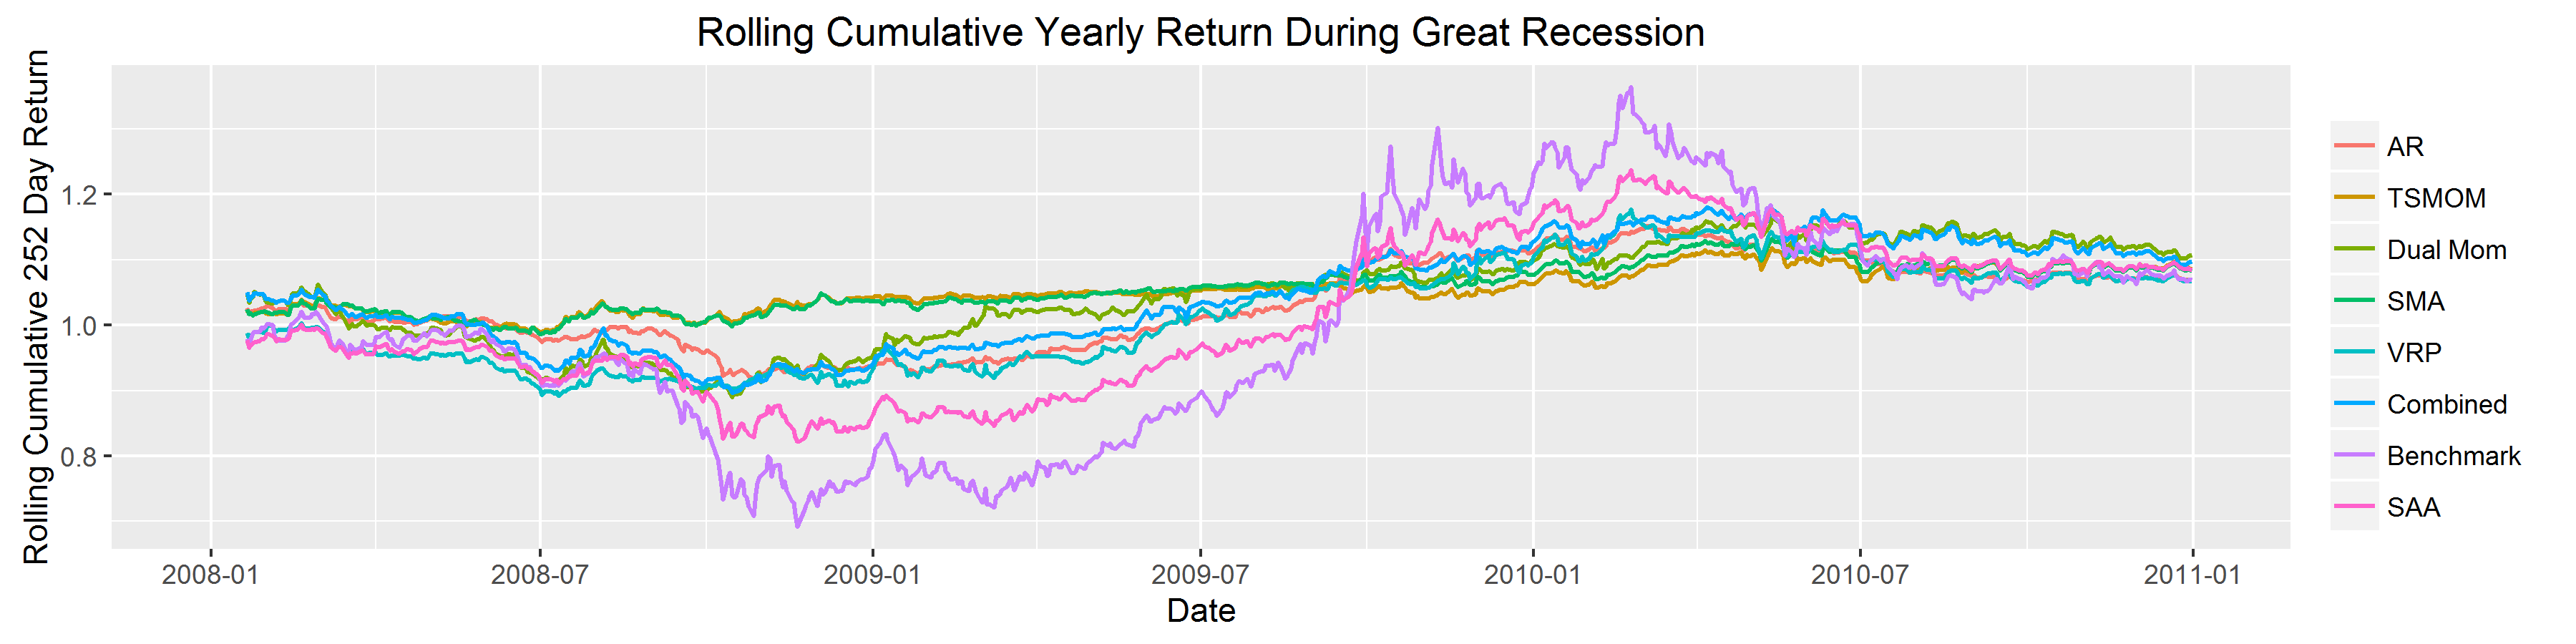 Rolling Cumulative Yearly Return During Great Recession
Rolling Cumulative 252 Day Return
1.2
1.0
0.8
2008-01
2008-07
2009-01
2009-07
2010-01
2010-07
2011-01
Date
AR
TSMOM
Dual Mom
SMA
VRP
Combined
Benchmark
SAA